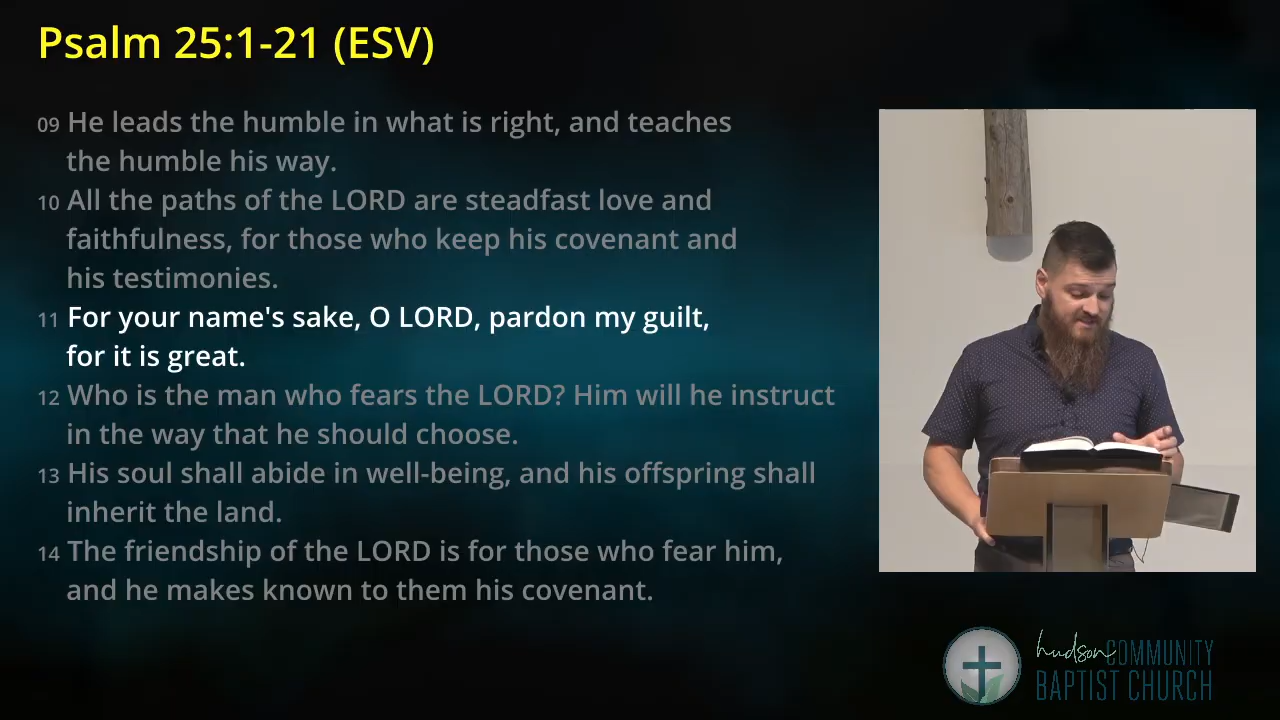 Psalm 25:1-21 (ESV)
09 He leads the humble in what is right, and teaches
the humble his way.
10 All the paths of the LORD are steadfast love and
faithfulness, for those who keep his covenant and
his testimonies.
11 For your name's sake, O LORD, pardon my guilt,
for it is great.
12 Who is the man who fears the LORD? Him will he instruct
in the way that he should choose.
13 His soul shall abide in well-being, and his offspring shall
inherit the land.
14 The friendship of the LORD is for those who fear him,
and he makes known to them his covenant.
hudson COMMUNITY
BAPTIST CHURCH